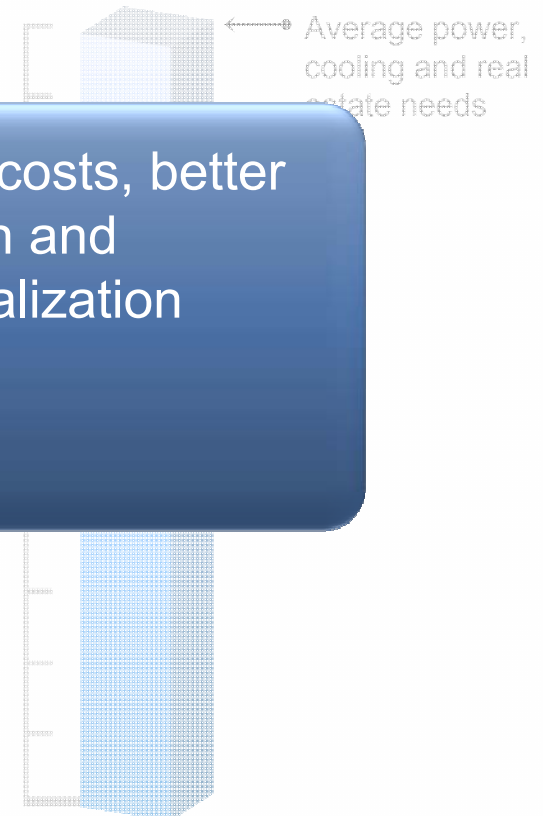 Average power,
cooling and real
estate needs
costs, better
n and
alization